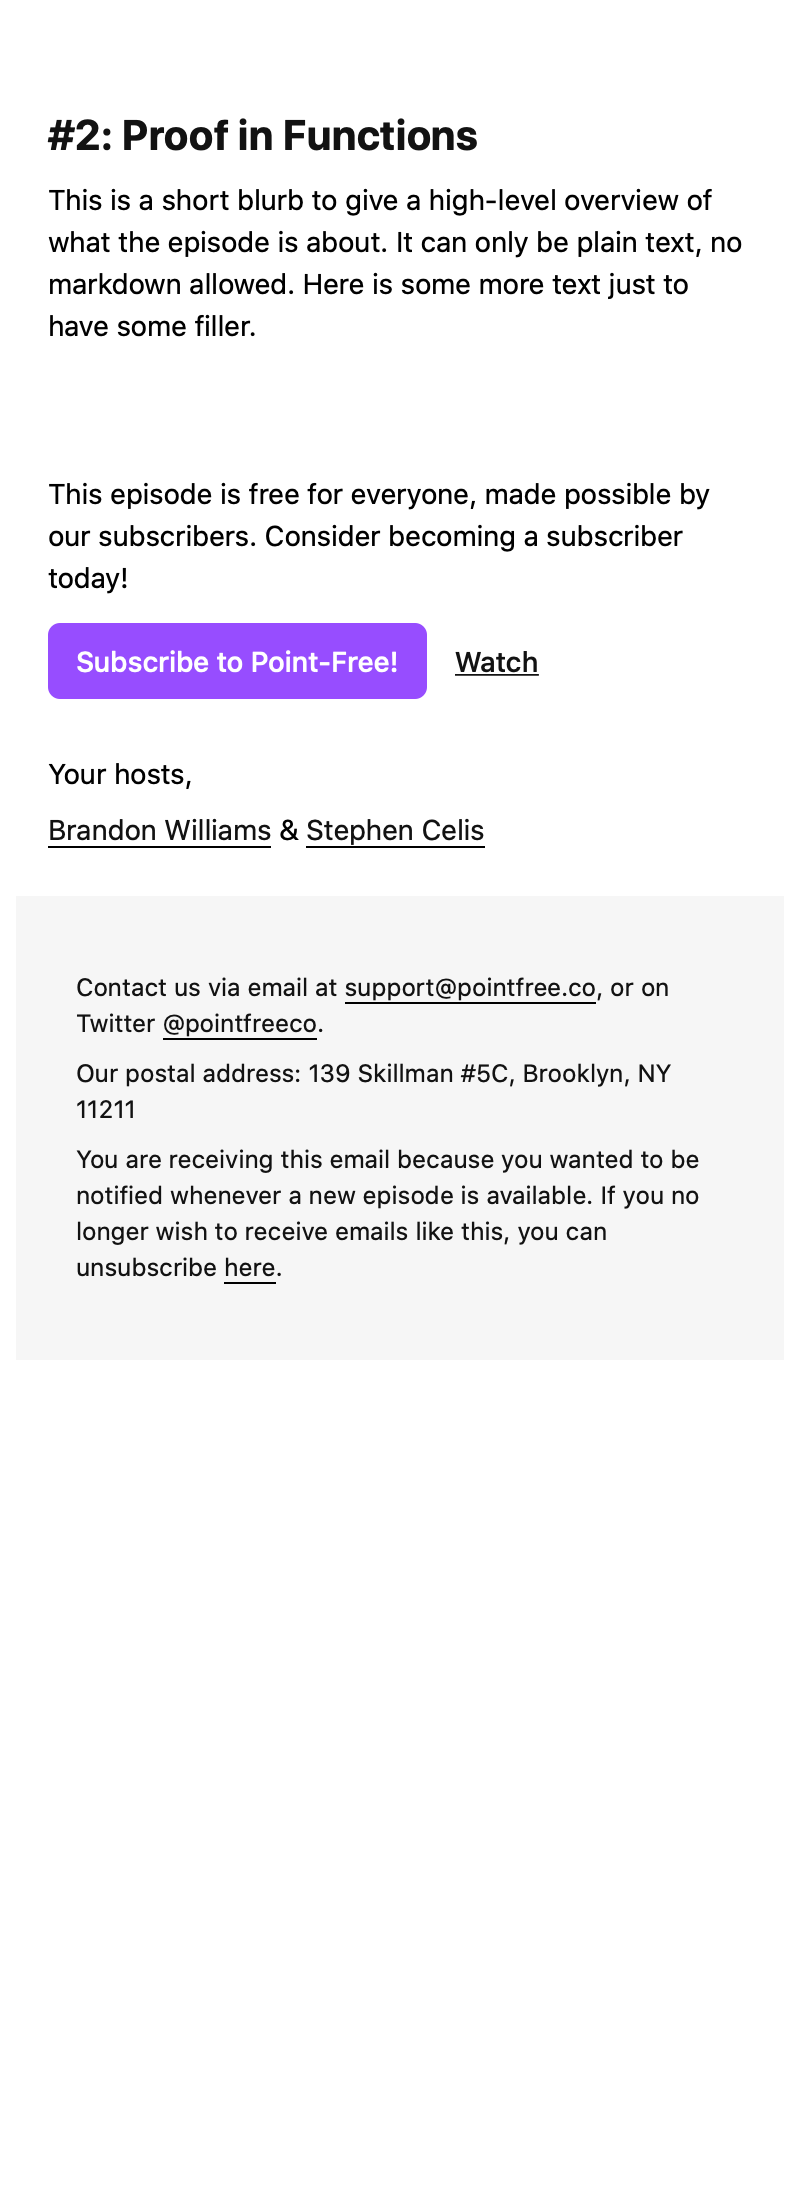 #2: Proof in Functions
This is a short blurb to give a high-level overview of
what the episode is about. It can only be plain text, no
markdown allowed. Here is some more text just to
have some filler.
This episode is free for everyone, made possible by
our subscribers. Consider becoming a subscriber
today!
Subscribe to Point-Free! Watch
Your hosts,
Brandon Williams & Stephen Celis
Contact us via email at support@pointfree.co, or on
Twitter @pointfreeco.
Our postal address: 139 Skillman #5C, Brooklyn, NY
11211
You are receiving this email because you wanted to be
notified whenever a new episode is available. If you no
longer wish to receive emails like this, you can
unsubscribe here.